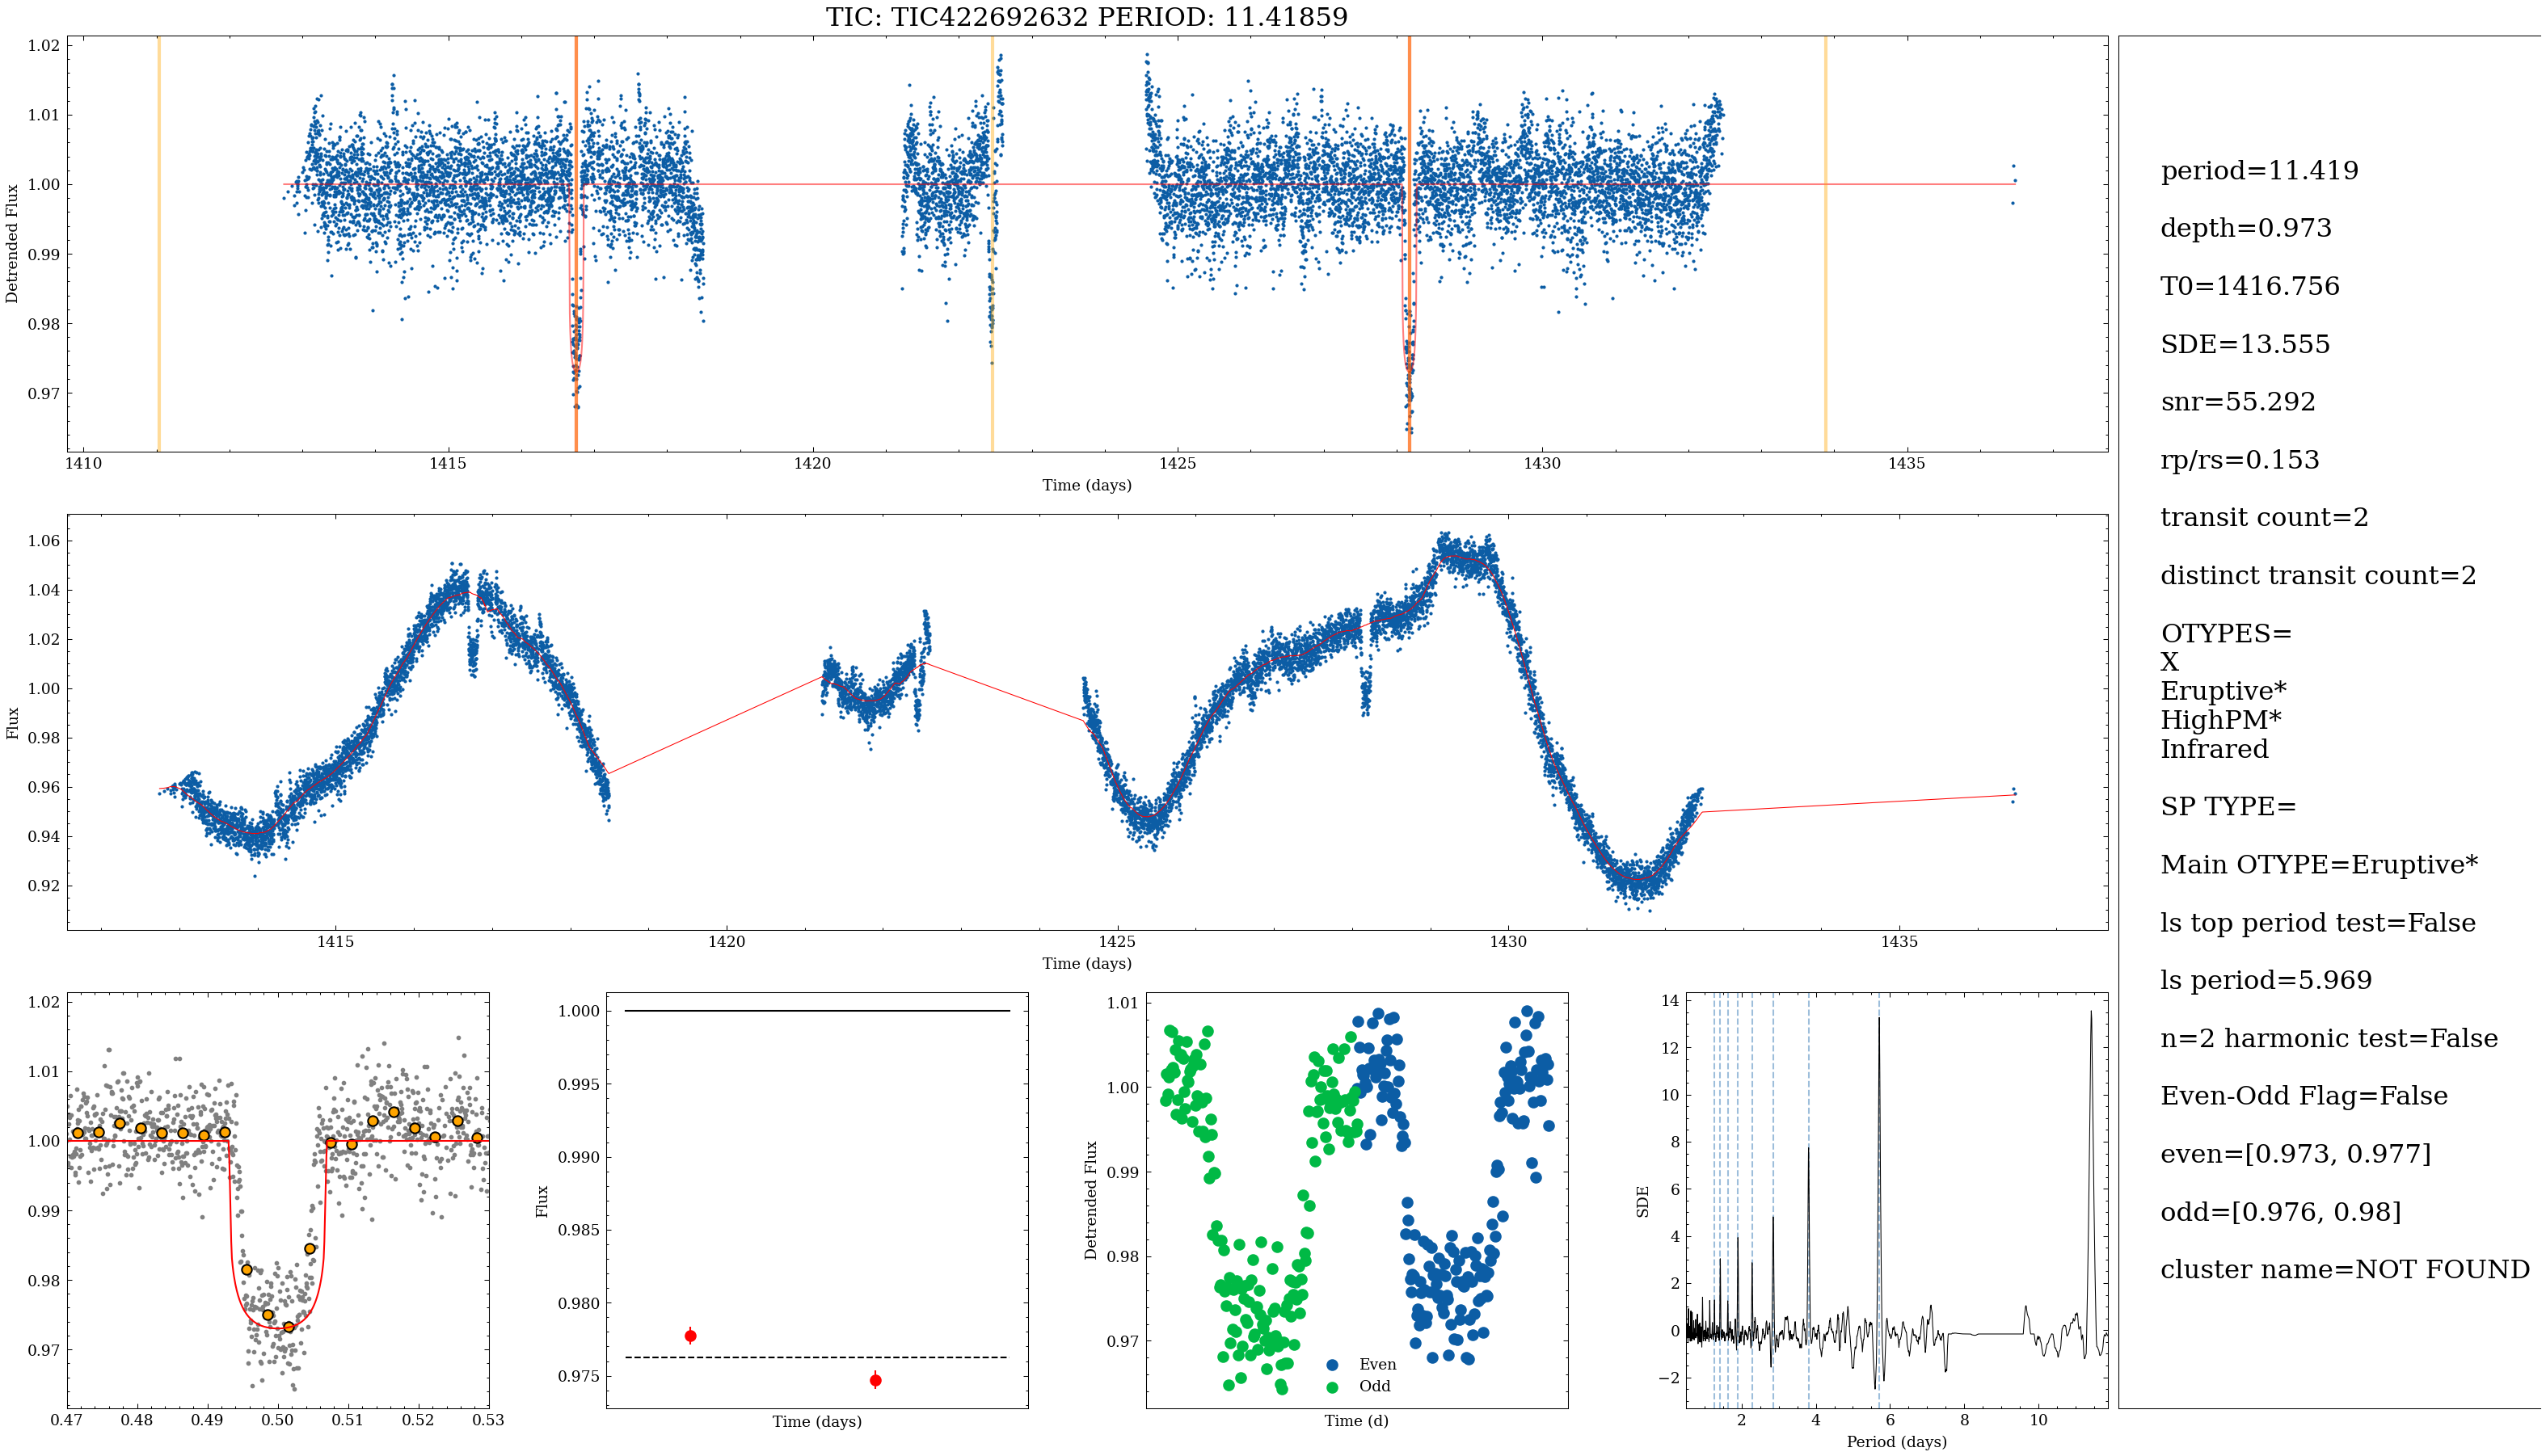 TIC: TIC422692632 PERIOD: 11.41859
1.02
1.01
1.00
0.99
0.98
0.97
Detrended Flux
1410
1415
1420
1425
1430
1435
Time (days)
1.06
1.04
1.02
1.00
0.98
0.96
0.94
0.92
Flux
1415
1420
1425
1430
1435
Time (days)
1.02
1.01
1.00
0.99
0.98
0.97
0.47
0.48
0.49
0.50
0.51
0.52
0.53
1.000
0.995
0.990
0.985
0.980
0.975
Flux
Time (days)
1.01
1.00
0.99
0.98
0.97
Detrended Flux
Even
Odd
Time (d)
14
12
10
8
6
4
2
0
−2
SDE
2
4
6
8
10
Period (days)
period=11.419
depth=0.973
T0=1416.756
SDE=13.555
snr=55.292
rp/rs=0.153
transit count=2
distinct transit count=2
OTYPES=
X
Eruptive*
HighPM*
Infrared
SP TYPE=
Main OTYPE=Eruptive*
ls top period test=False
ls period=5.969
n=2 harmonic test=False
Even-Odd Flag=False
even=[0.973, 0.977]
odd=[0.976, 0.98]
cluster name=NOT FOUND